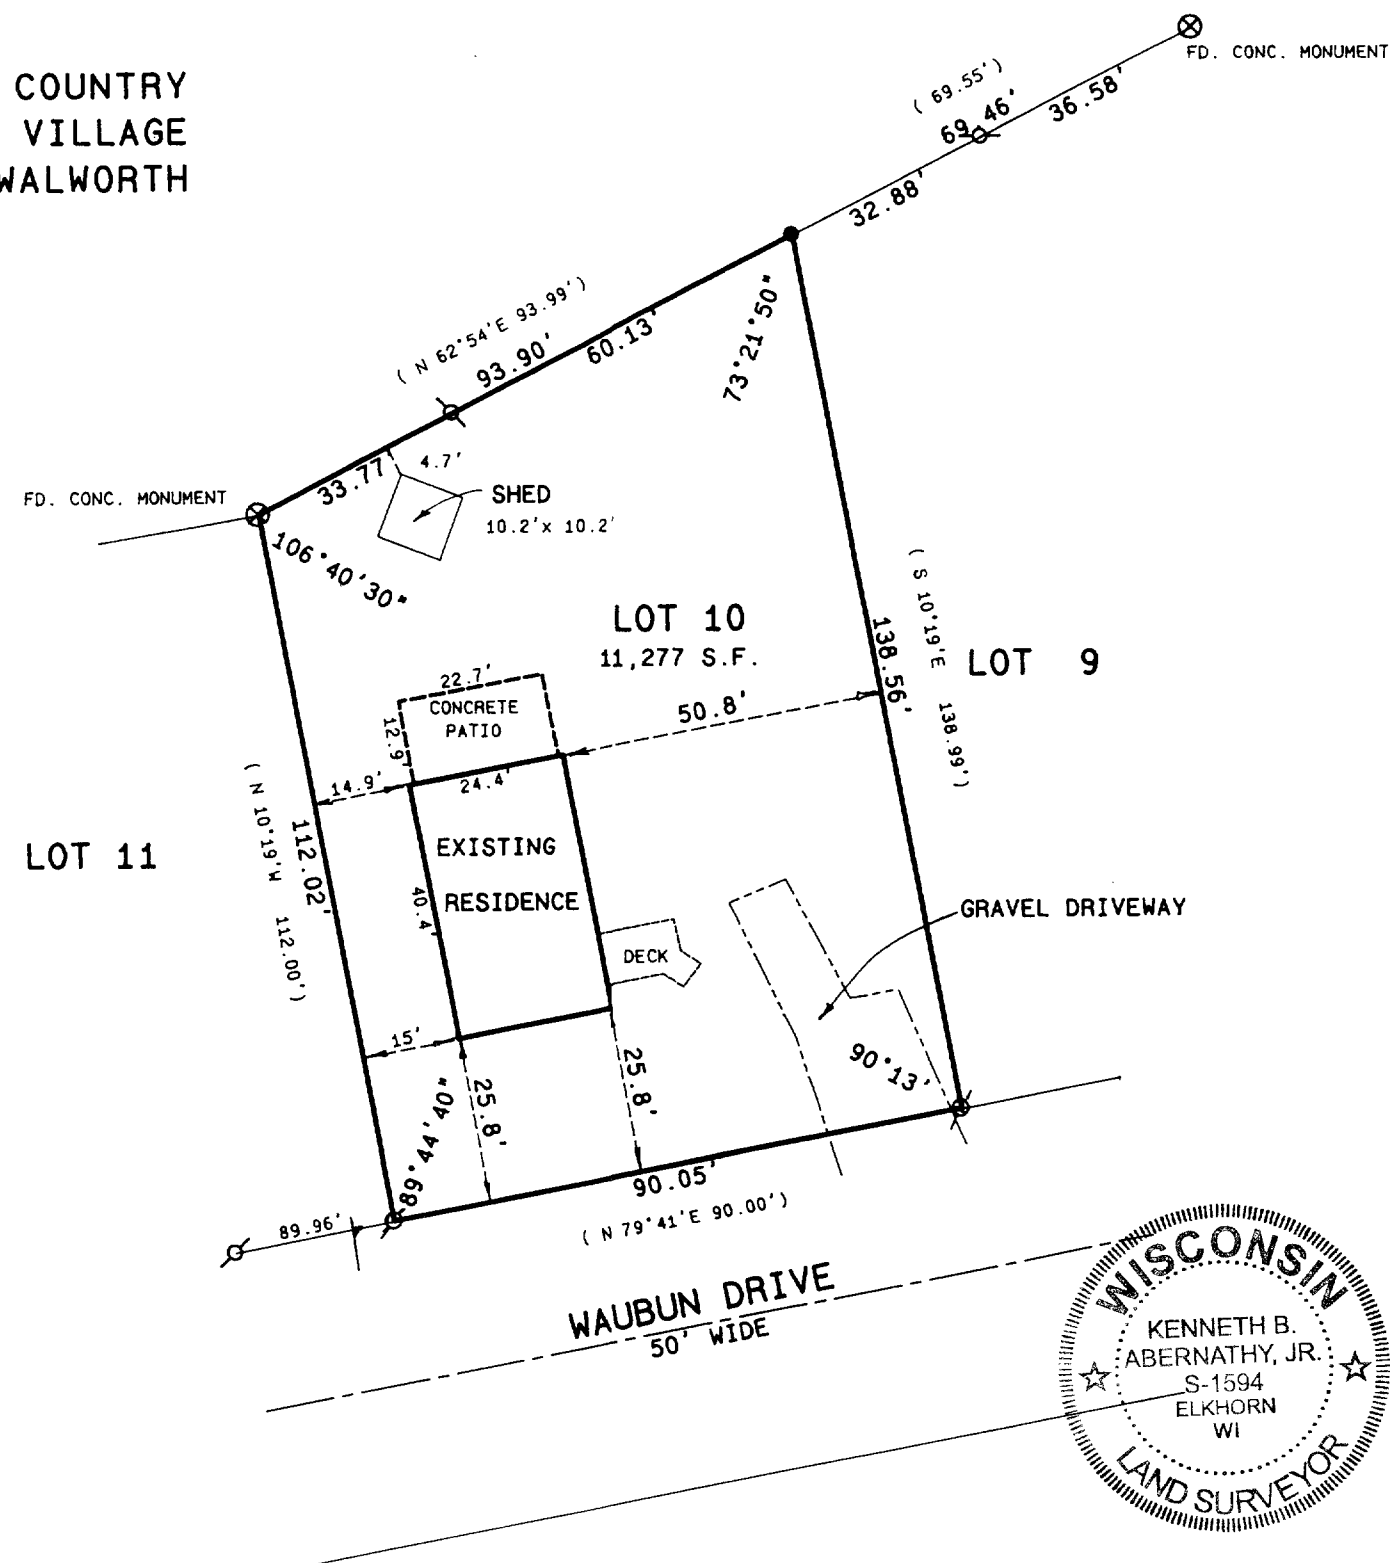 COUNTRY
VILLAGE
WALWORTH
FD. CONC. MONUMENT
( 69.55')
69.46'
36.58'
32.88'
( N 62°54'E 93.99')
93.90'
60.13'
73°21'50"
33.77'
4.7'
FD. CONC. MONUMENT
SHED
10.2'x 10.2'
106°40'30"
LOT 10
11,277 S.F.
( S 10°19'E 138.99')
138.56'
LOT 9
22.7'
CONCRETE
PATIO
12.9'
50.8'
14.9'
24.4'
( N 10°19'W 112.00')
112.02'
LOT 11
EXISTING
RESIDENCE
40.4'
GRAVEL DRIVEWAY
DECK
15'
90°13'
25.8'
25.8'
89°44'40"
90.05'
( N 79°41'E 90.00')
89.96'
WAUBUN DRIVE
50' WIDE
WISCONSIN
KENNETH B.
ABERNATHY, JR.
S-1594
ELKHORN
WI
LAND SURVEYOR